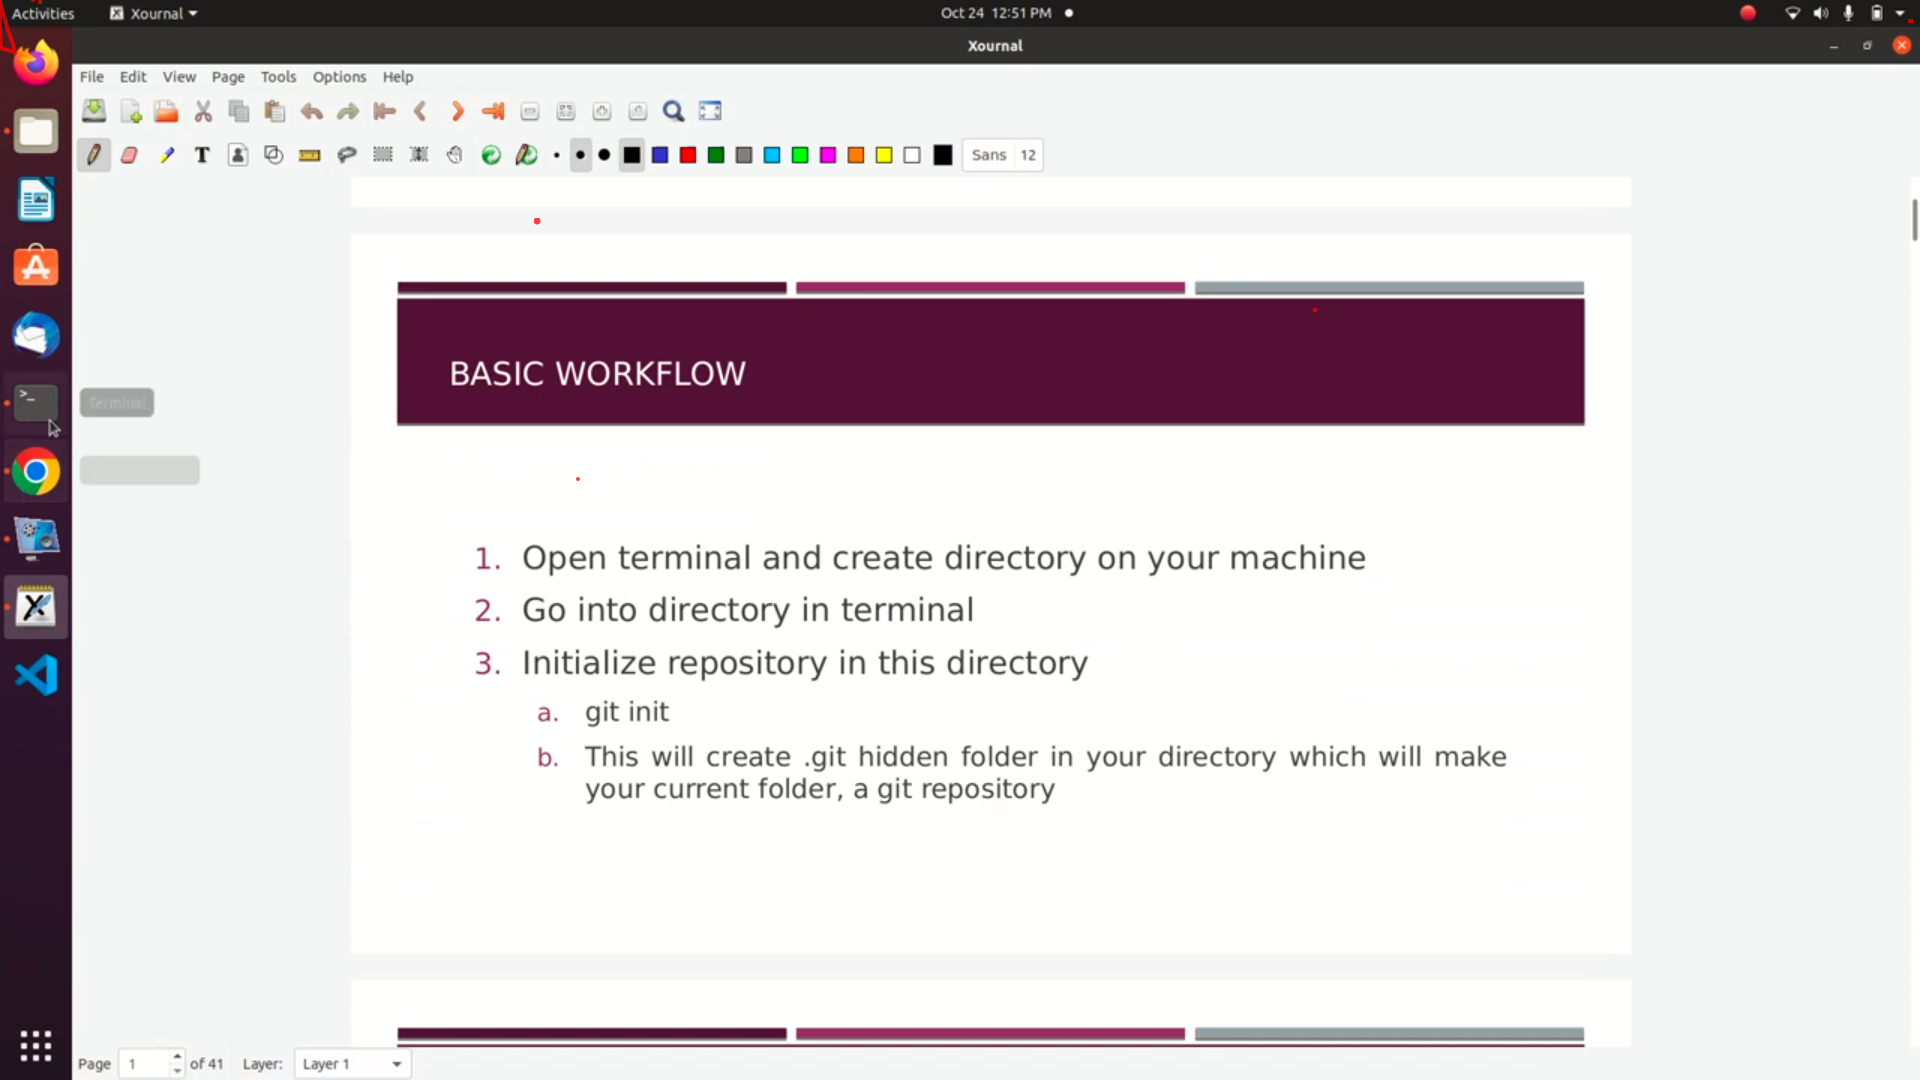 Activities
Xournal
Oct 24 12:51 PM
Xournal
File Edit View Page Tools Options Help
Sans 12
BASIC WORKFLOW
Terminal
1. Open terminal and create directory on your machine
2. Go into directory in terminal
3. Initialize repository in this directory
a. git init
b. This will create .git hidden folder in your directory which will make
your current folder, a git repository
Page 1 of 41 Layer: Layer 1